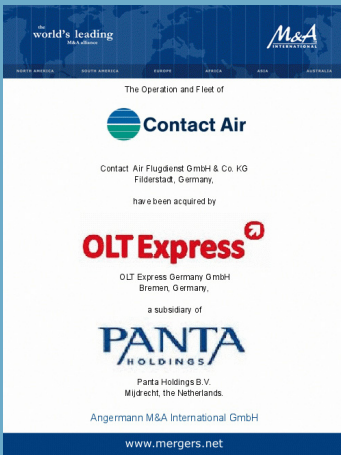 the
world's leading
M&A alliance
M&A
INTERNATIONAL
NORTH AMERICA SOUTH AMERICA EUROPE AFRICA ASIA AUSTRALIA
The Operation and Fleet of
Contact Air
Contact Air Flugdienst GmbH & Co. KG
Filderstadt, Germany,
have been acquired by
OLT Express
OLT Express Germany GmbH
Bremen, Germany,
a subsidiary of
PANTA
HOLDINGS
Panta Holdings B.V.
Mijdrecht, the Netherlands.
Angermann M&A International GmbH
www.mergers.net